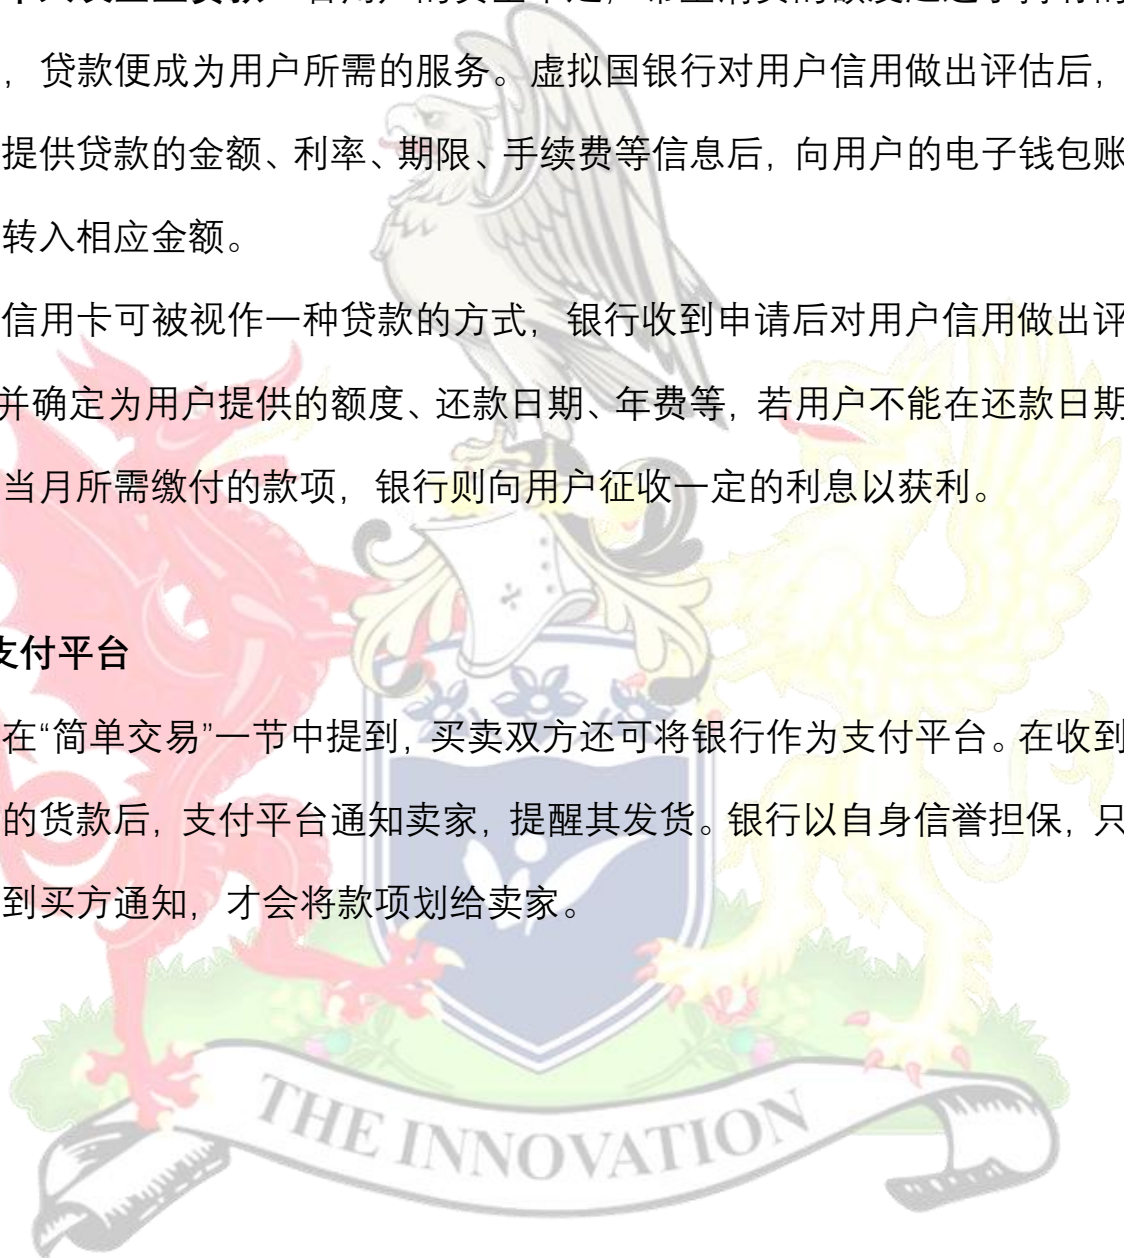 ，贷款便成为用户所需的服务。虚拟国银行对用户信用做出评估后，
提供贷款的金额、利率、期限、手续费等信息后，向用户的电子钱包账
转入相应金额。
信用卡可被视作一种贷款的方式，银行收到申请后对用户信用做出评
并确定为用户提供的额度、还款日期、年费等，若用户不能在还款日期
当月所需缴付的款项，银行则向用户征收一定的利息以获利。
支付平台
在“简单交易”一节中提到，买卖双方还可将银行作为支付平台。在收到
的货款后，支付平台通知卖家，提醒其发货。银行以自身信誉担保，只
到买方通知，才会将款项划给卖家。
THE INNOVATION